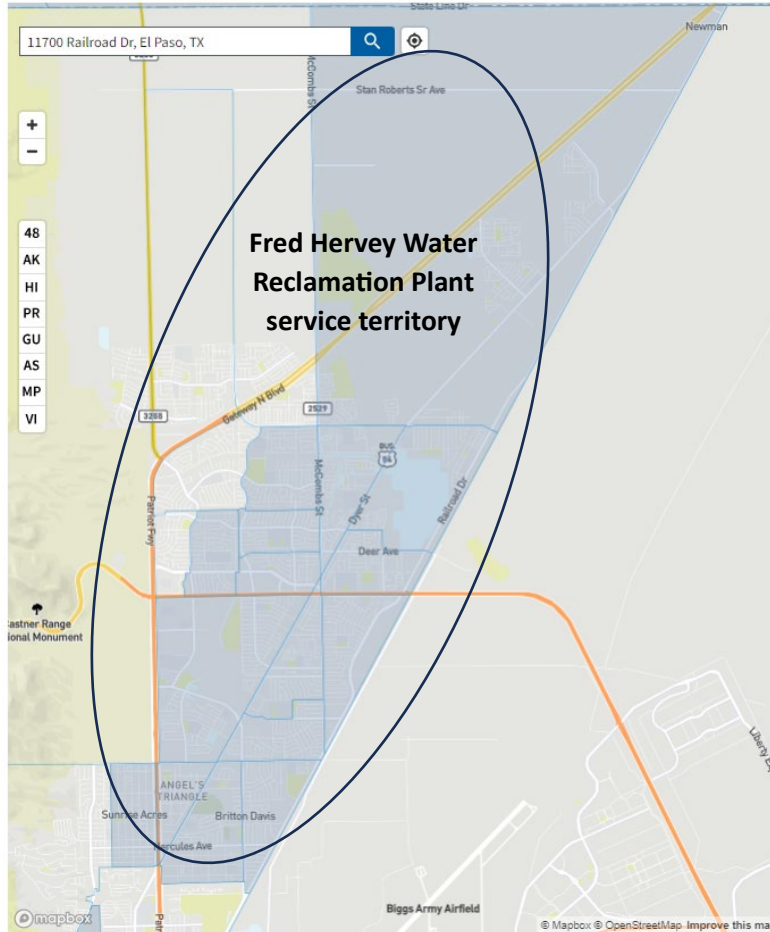 State Line Dr
Newman
11700 Railroad Dr, El Paso, TX
McCombs St
Stan Roberts Sr Ave
+
−
48
AK
HI
PR
GU
AS
MP
VI
Fred Hervey Water
Reclamation Plant
service territory
Gateway N Blvd
3255
2529
BUS
54
McCombs St
Dyer St
Railroad Dr
Patriot Fwy
Deer Ave
astner Range
ional Monument
Liberty Ex
ANGEL'S
TRIANGLE
Sunrise Acres
Britton Davis
Hercules Ave
Biggs Army Airfield
Patr
mapbox
© Mapbox © OpenStreetMap Improve this ma